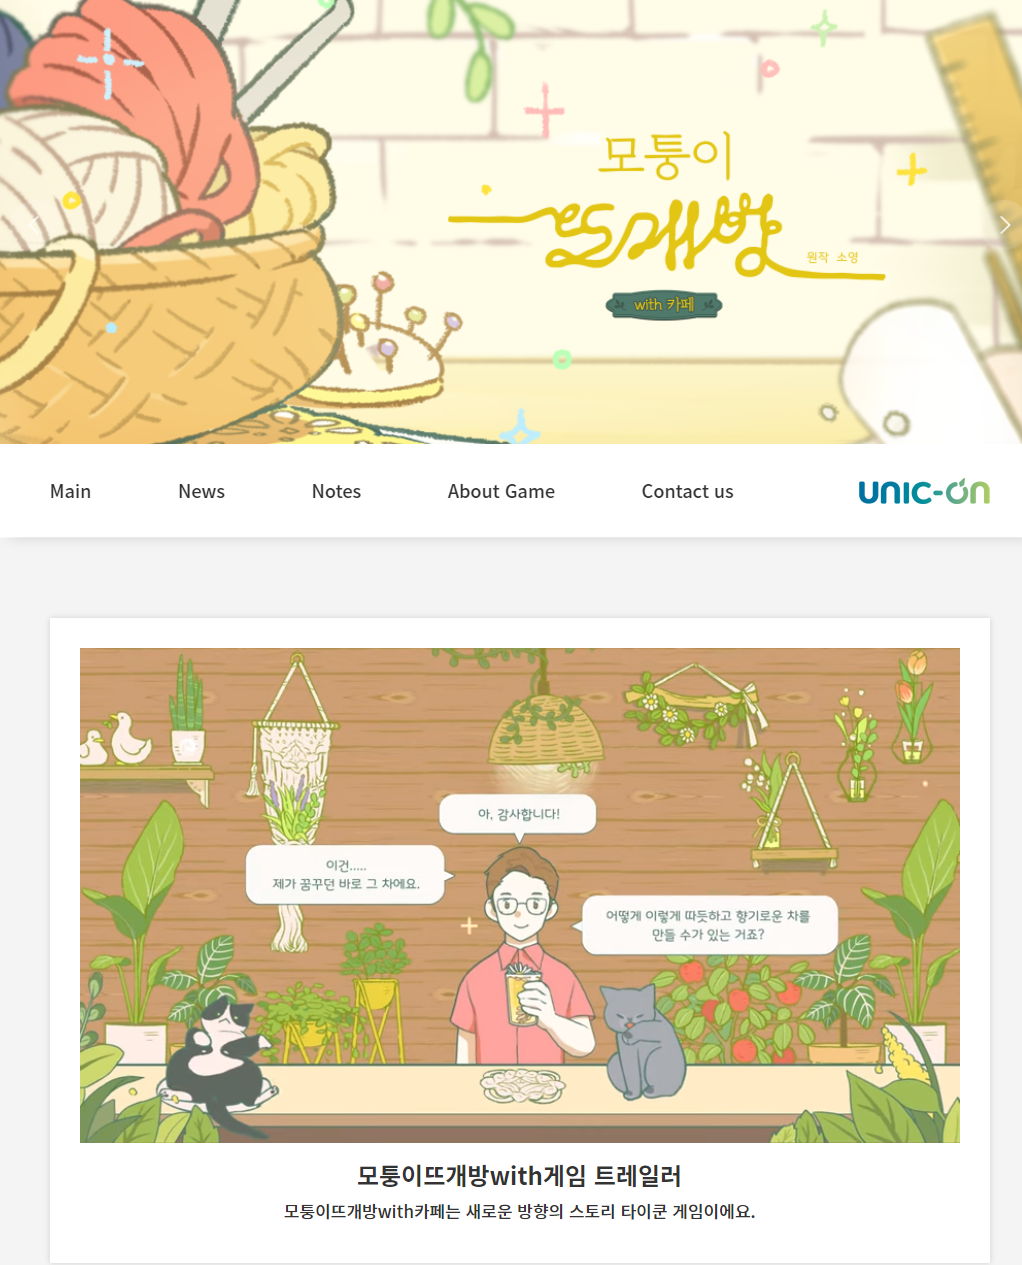 모퉁이
뜨개방
원작 소영
with 카페
Main
News
Notes
About Game
Contact us
UNIC-ON
아, 감사합니다!
이건.....
제가 꿈꾸던 바로 그 차에요.
어떻게 이렇게 따듯하고 향기로운 차를
만들 수가 있는 거죠?
모퉁이뜨개방with게임 트레일러
모퉁이뜨개방with카페는 새로운 방향의 스토리 타이쿤 게임이에요.